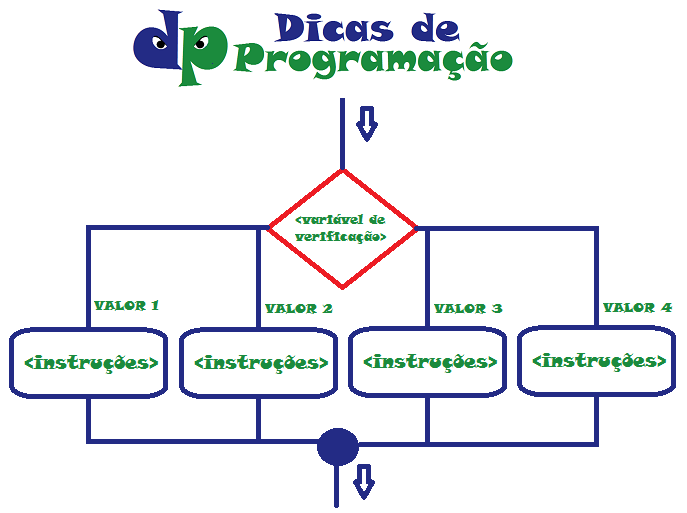 dp
Dicas de
Programação
<variável de
verificação>
VALOR 1
VALOR 2
VALOR 3
VALOR 4
<instruções>
<instruções>
<instruções>
<instruções>